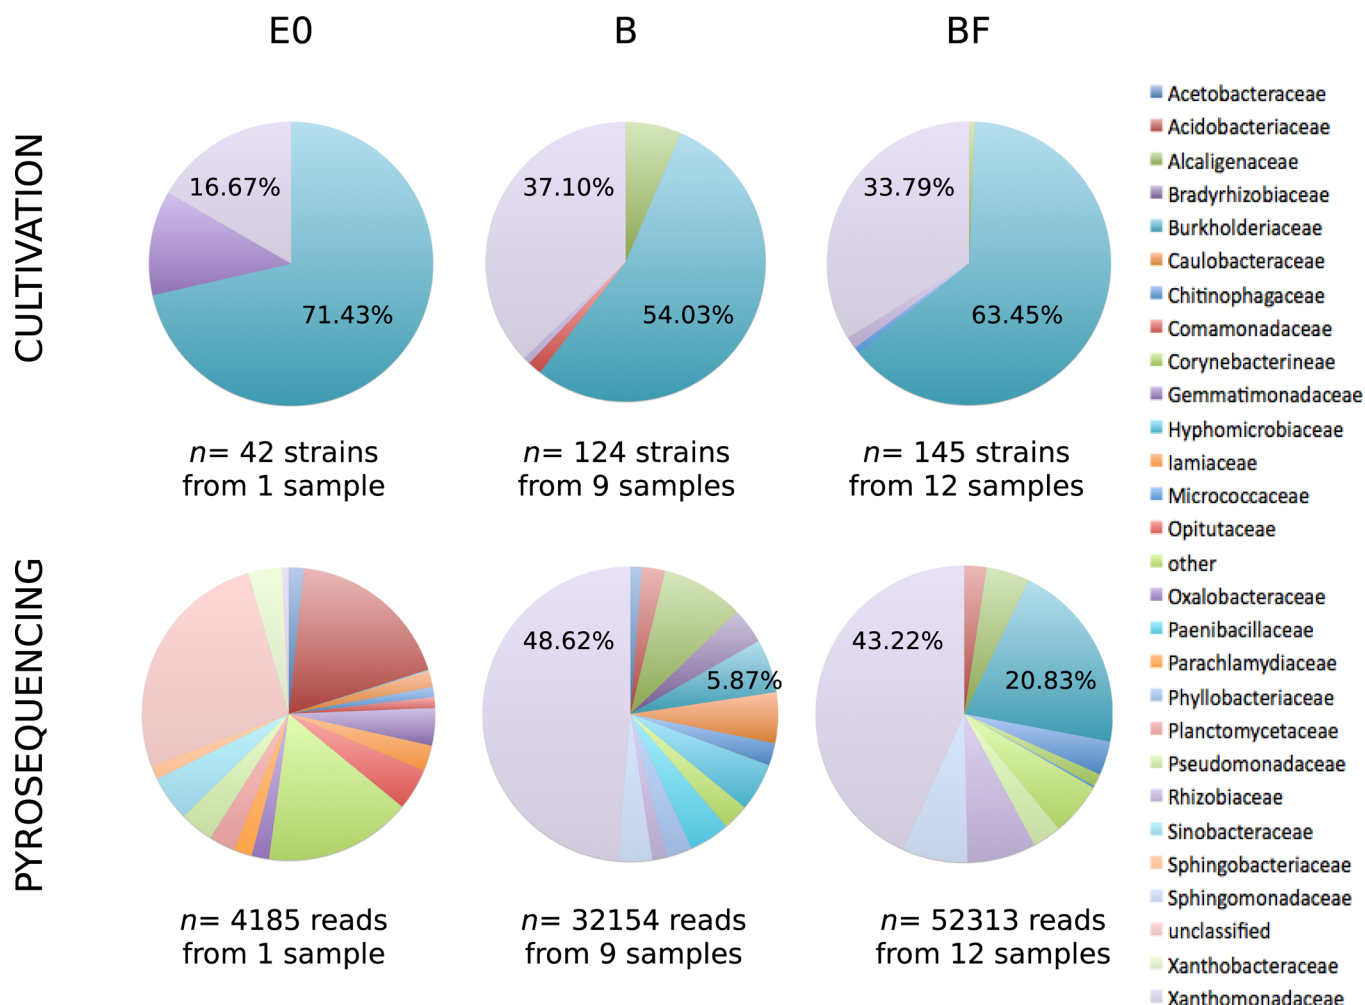 E0
B
BF
CULTIVATION
16.67%
71.43%
37.10%
54.03%
33.79%
63.45%
n= 42 strains
from 1 sample
n= 124 strains
from 9 samples
n= 145 strains
from 12 samples
PYROSEQUENCING
48.62%
5.87%
43.22%
20.83%
n= 4185 reads
from 1 sample
n= 32154 reads
from 9 samples
n= 52313 reads
from 12 samples
Acetobacteraceae
Acidobacteriaceae
Alcaligenaceae
Bradyrhizobiaceae
Burkholderiaceae
Caulobacteraceae
Chitinophagaceae
Comamonadaceae
Corynebacterineae
Gemmatimonadaceae
Hyphomicrobiaceae
Iamiaceae
Micrococcaceae
Opitutaceae
other
Oxalobacteraceae
Paenibacillaceae
Parachlamydiaceae
Phyllobacteriaceae
Planctomycetaceae
Pseudomonadaceae
Rhizobiaceae
Sinobacteraceae
Sphingobacteriaceae
Sphingomonadaceae
unclassified
Xanthobacteraceae
Xanthomonadaceae